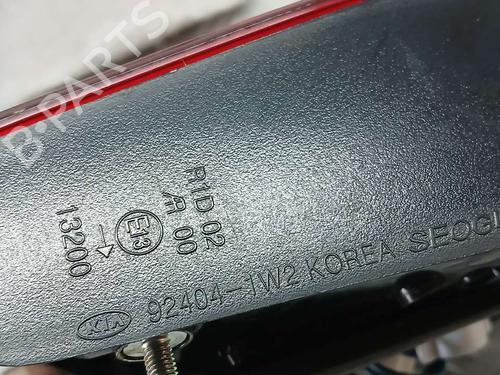 B-PARTS
R1D 02
/A 00
E13
13200
KIA 92404-1W2 KOREA SEOG